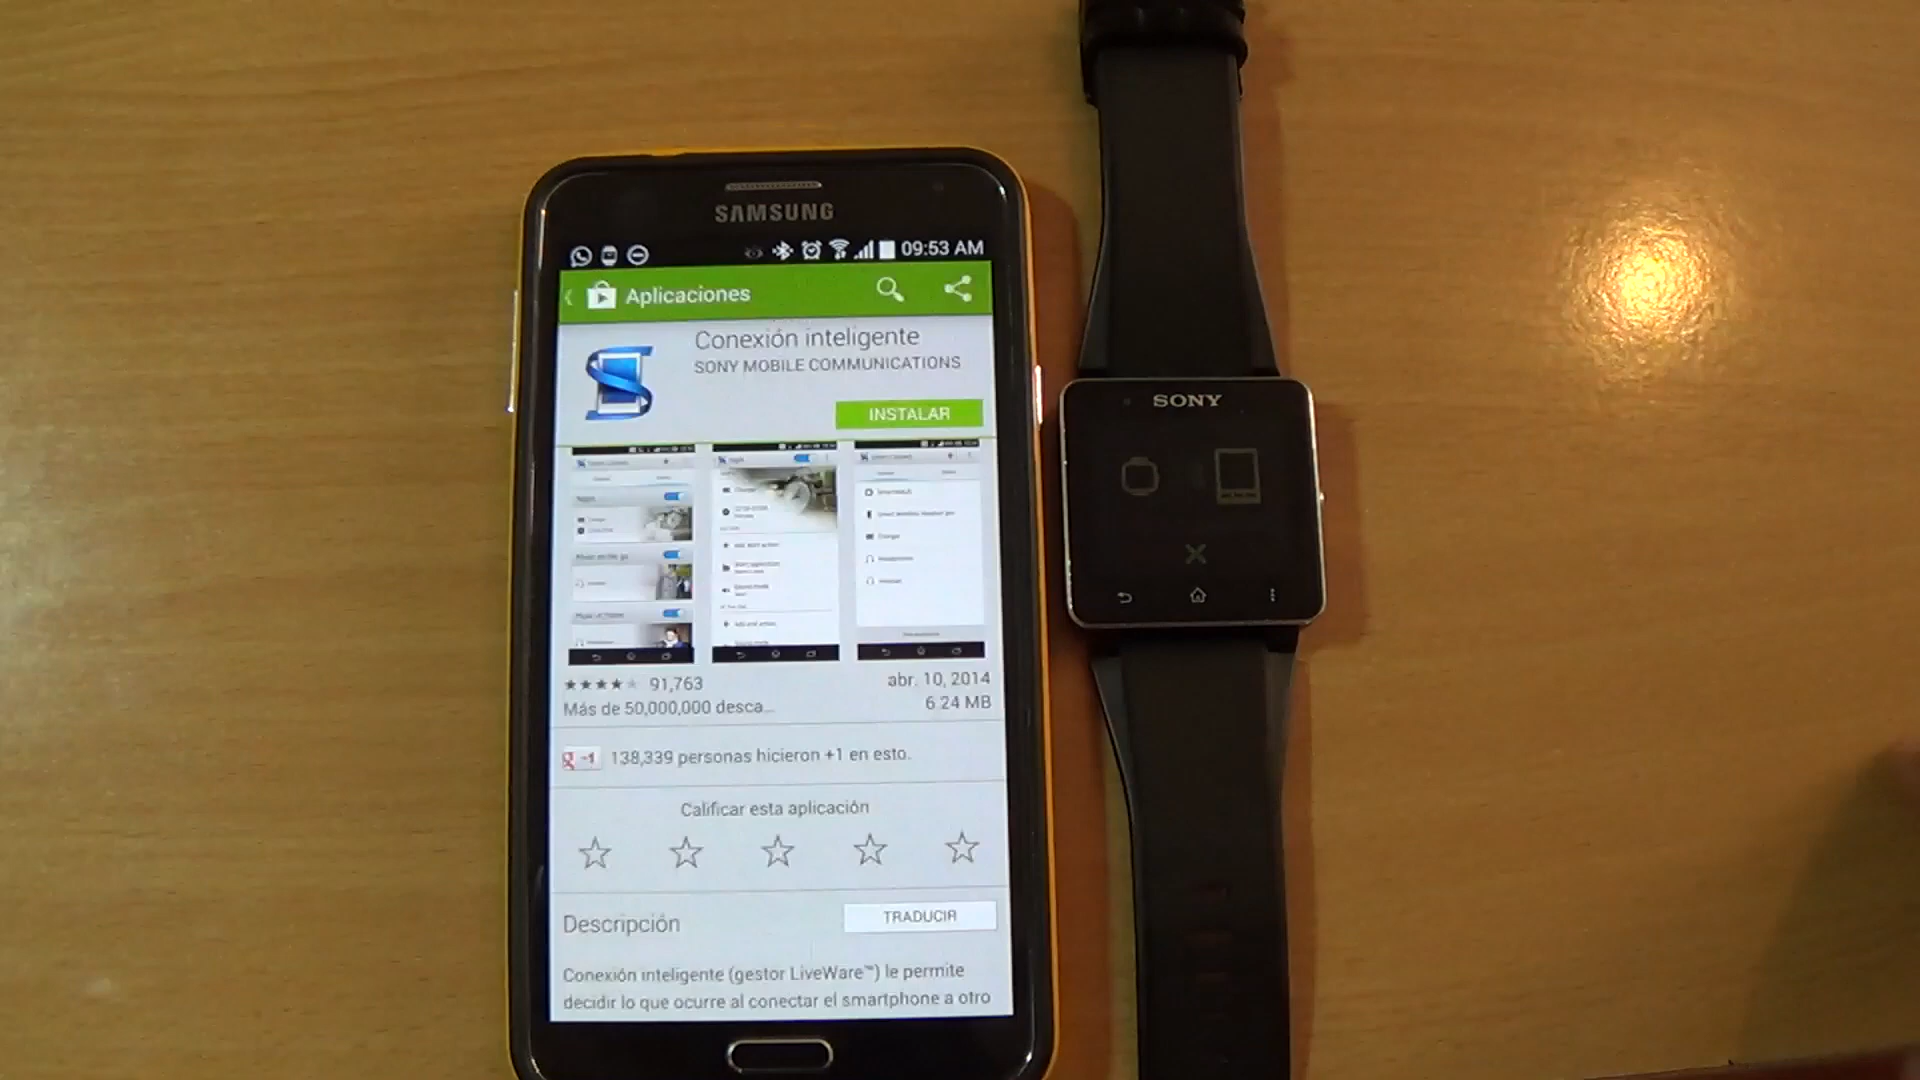 SAMSUNG
09:53 AM
Aplicaciones
Conexión inteligente
SONY MOBILE COMMUNICATIONS
INSTALAR
91,763
abr. 10, 2014
Más de 50,000,000 desca...
6.24 MB
138,339 personas hicieron +1 en esto.
Calificar esta aplicación
Descripción
TRADUCIR
Conexión inteligente (gestor LiveWare™) le permite
decidir lo que ocurre al conectar el smartphone a otro
SONY